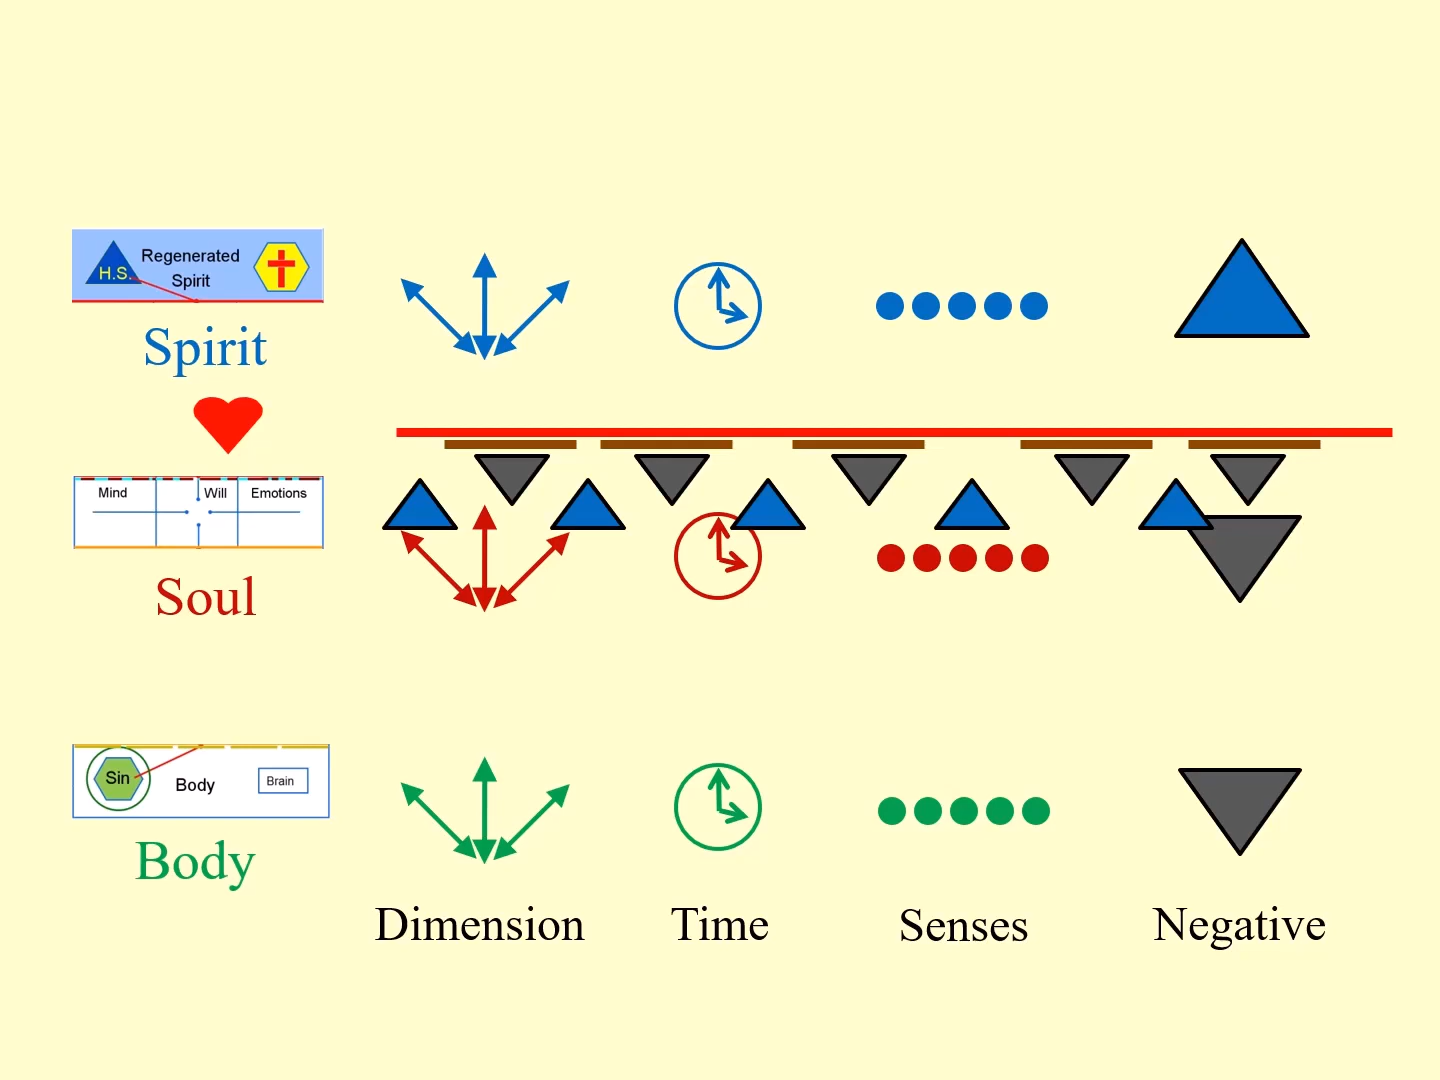 H.S.
Regenerated
Spirit
Spirit
Mind
Will
Emotions
Soul
Sin
Body
Brain
Body
Dimension
Time
Senses
Negative